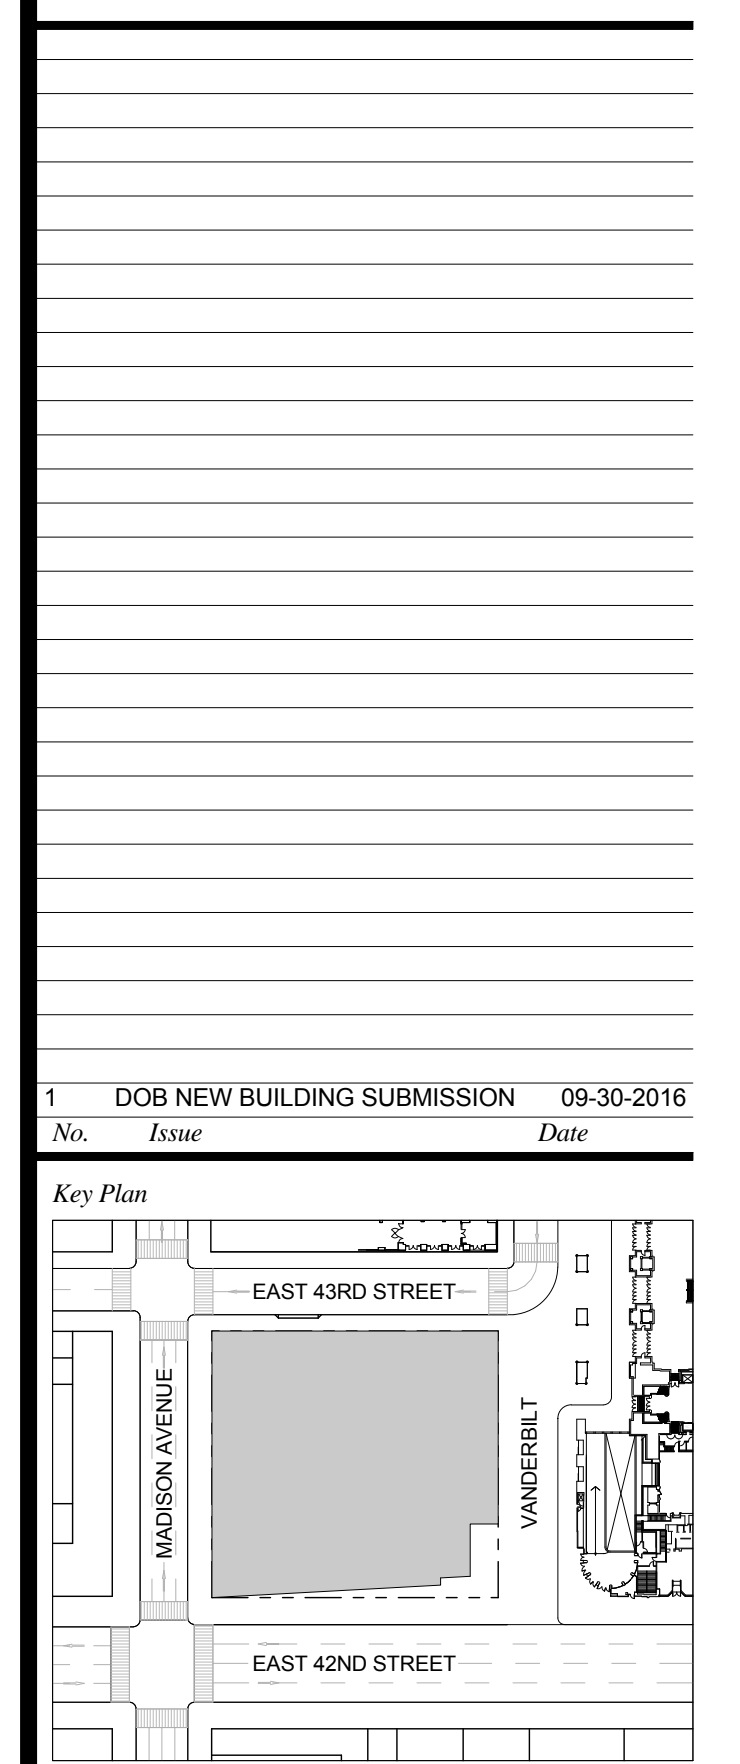 1 DOB NEW BUILDING SUBMISSION 09-30-2016
No. Issue Date
Key Plan
EAST 43RD STREET
MADISON AVENUE
VANDERBILT
EAST 42ND STREET